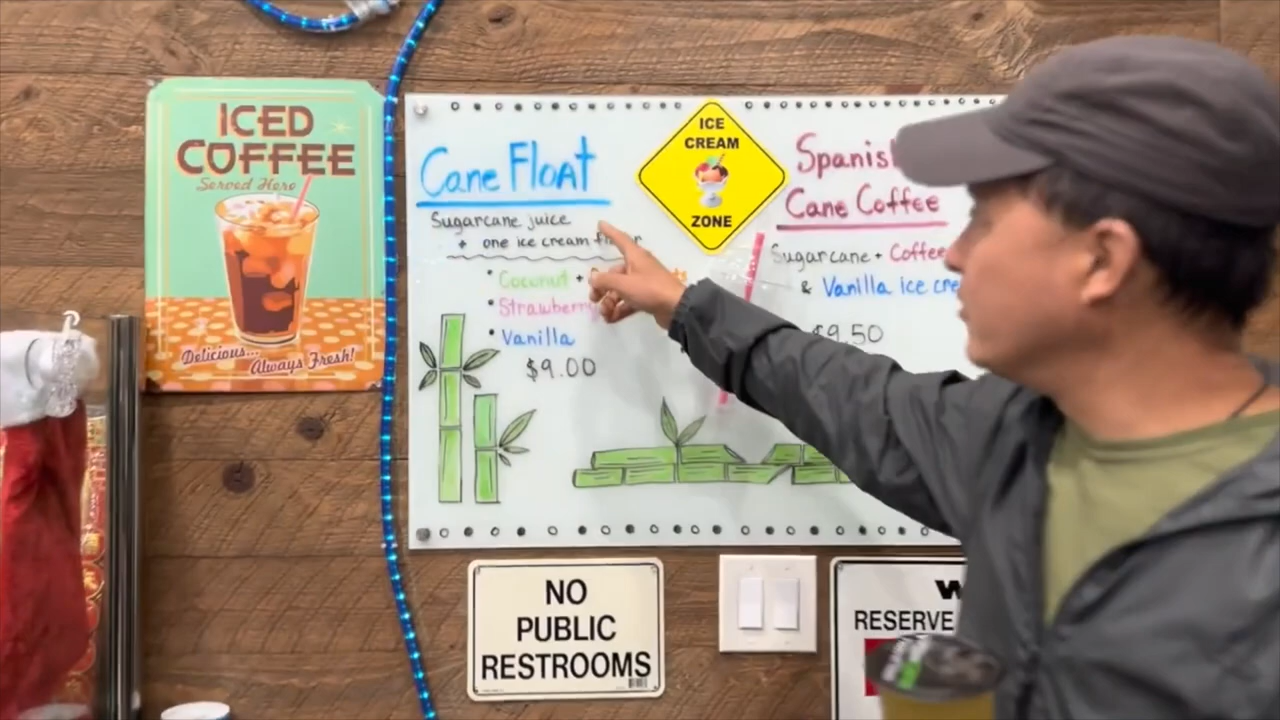 ICED
COFFEE
Served Here
Delicious...
Always Fresh!
Cane Float
Sugarcane juice
+ one ice cream
Coconut +
Strawberry
Vanilla
$9.00
ICE
CREAM
ZONE
Cane Coffee
Sugarcane + Coffee
& Vanilla ice
$9.50
NO
PUBLIC
RESTROOMS
RESERVE